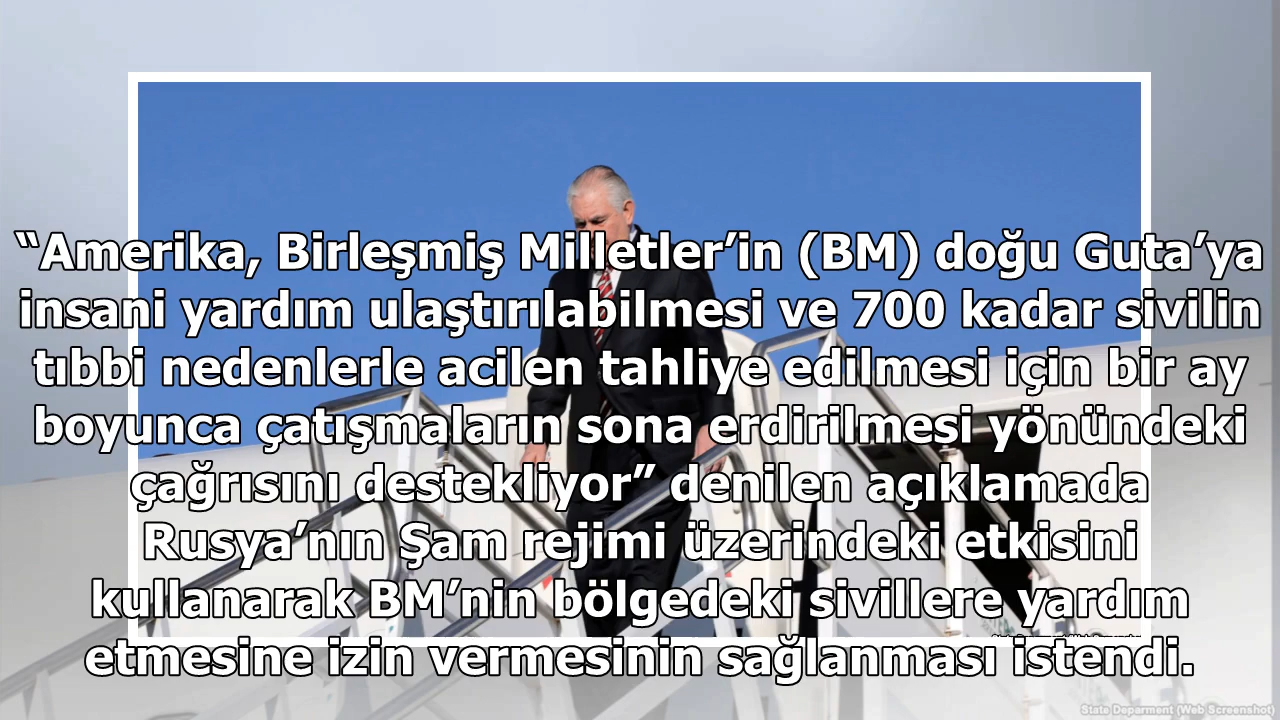 “Amerika, Birleşmiş Milletler’in (BM) doğu Guta’ya
insani yardım ulaştırılabilmesi ve 700 kadar sivilin
tıbbi nedenlerle acilen tahliye edilmesi için bir ay
boyunca çatışmaların sona erdirilmesi yönündeki
çağrısını destekliyor” denilen açıklamada
Rusya’nın Şam rejimi üzerindeki etkisini
kullanarak BM’nin bölgedeki sivillere yardım
etmesine izin vermesinin sağlanması istendi.
State Deparment (Web Screenshot)